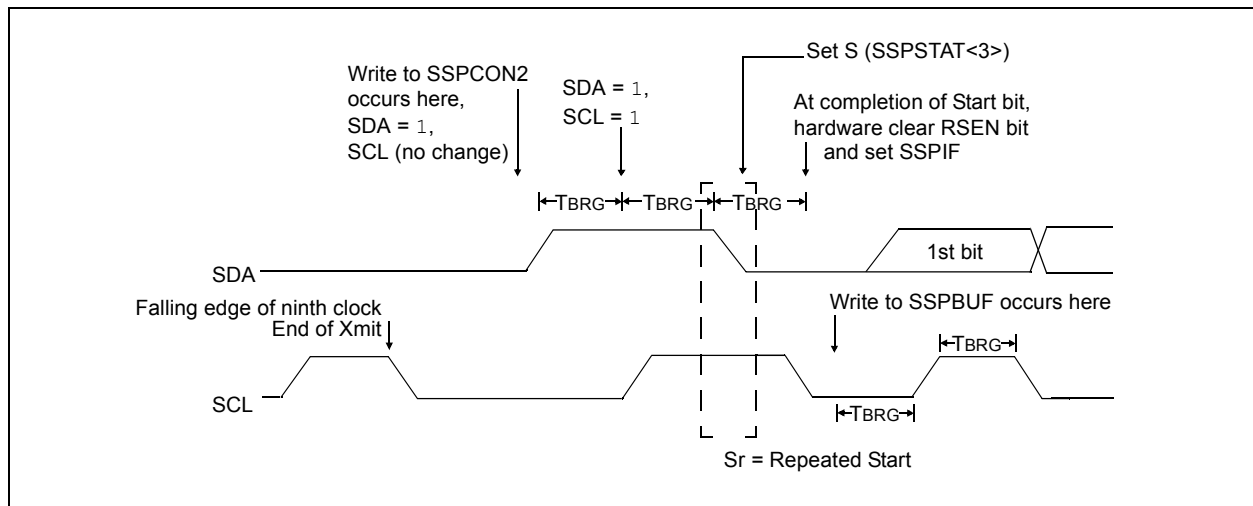 Set S (SSPSTAT<3>)
Write to SSPCON2
occurs here,
SDA = 1,
SCL (no change)
SDA = 1,
SCL = 1
At completion of Start bit,
hardware clear RSEN bit
and set SSPIF
TBRG
TBRG
TBRG
SDA
1st bit
Falling edge of ninth clock
End of Xmit
Write to SSPBUF occurs here
TBRG
SCL
TBRG
Sr = Repeated Start